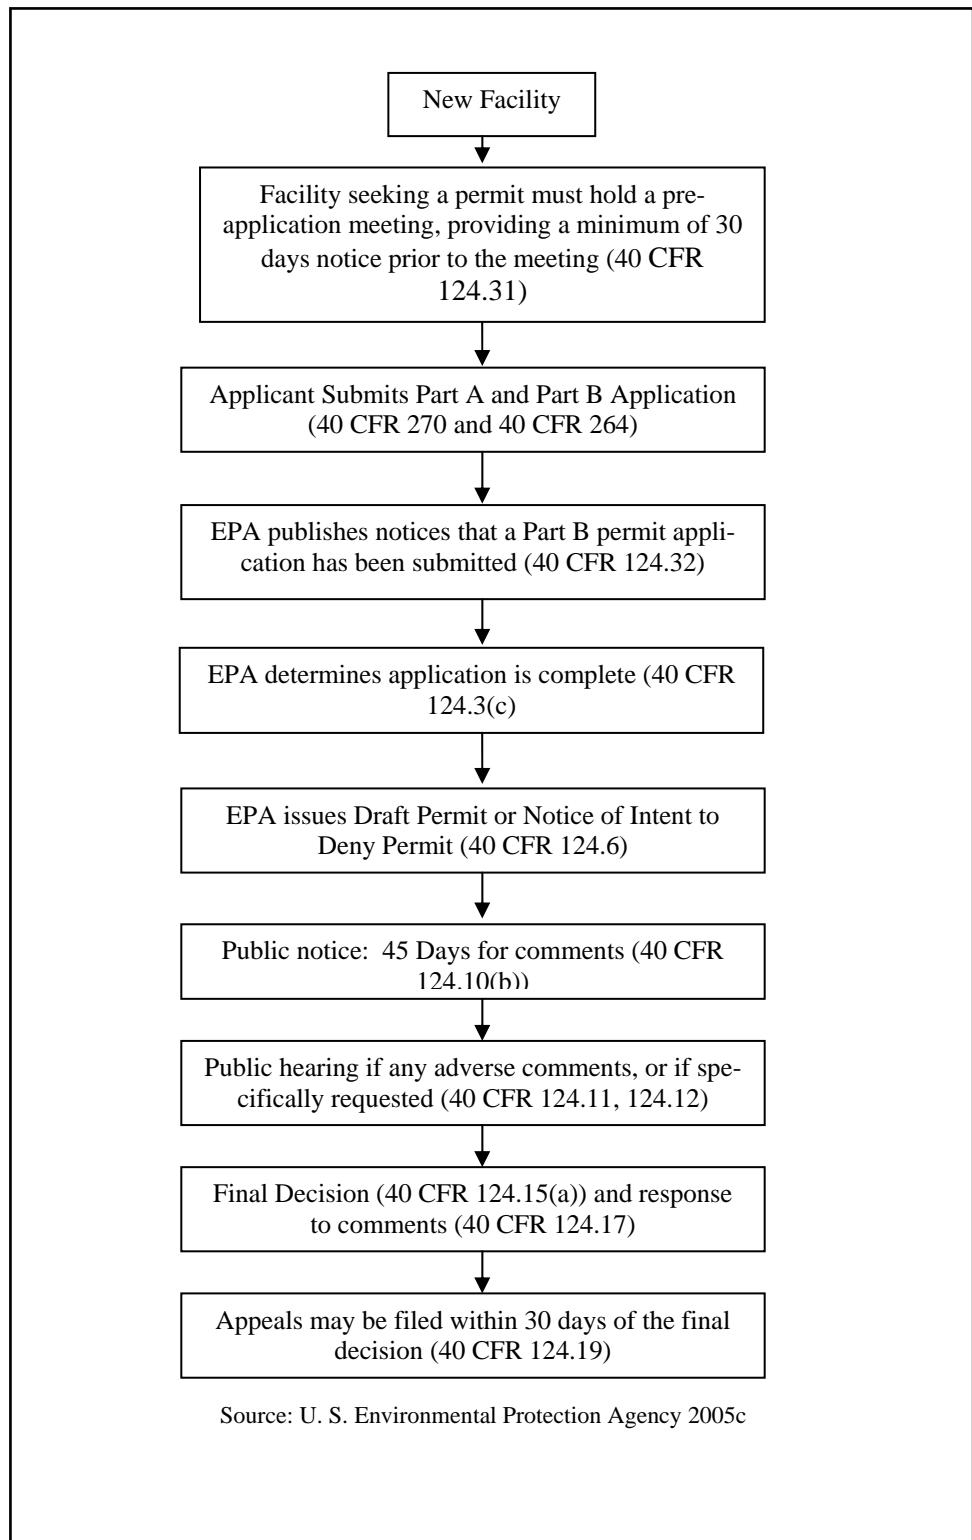 New Facility
Facility seeking a permit must hold a pre-
application meeting, providing a minimum of 30
days notice prior to the meeting (40 CFR
124.31)
Applicant Submits Part A and Part B Application
(40 CFR 270 and 40 CFR 264)
EPA publishes notices that a Part B permit appli-
cation has been submitted (40 CFR 124.32)
EPA determines application is complete (40 CFR
124.3(c)
EPA issues Draft Permit or Notice of Intent to
Deny Permit (40 CFR 124.6)
Public notice:  45 Days for comments (40 CFR
124.10(b))
Public hearing if any adverse comments, or if spe-
cifically requested (40 CFR 124.11, 124.12)
Final Decision (40 CFR 124.15(a)) and response
to comments (40 CFR 124.17)
Appeals may be filed within 30 days of the final
decision (40 CFR 124.19)
Source: U. S. Environmental Protection Agency 2005c